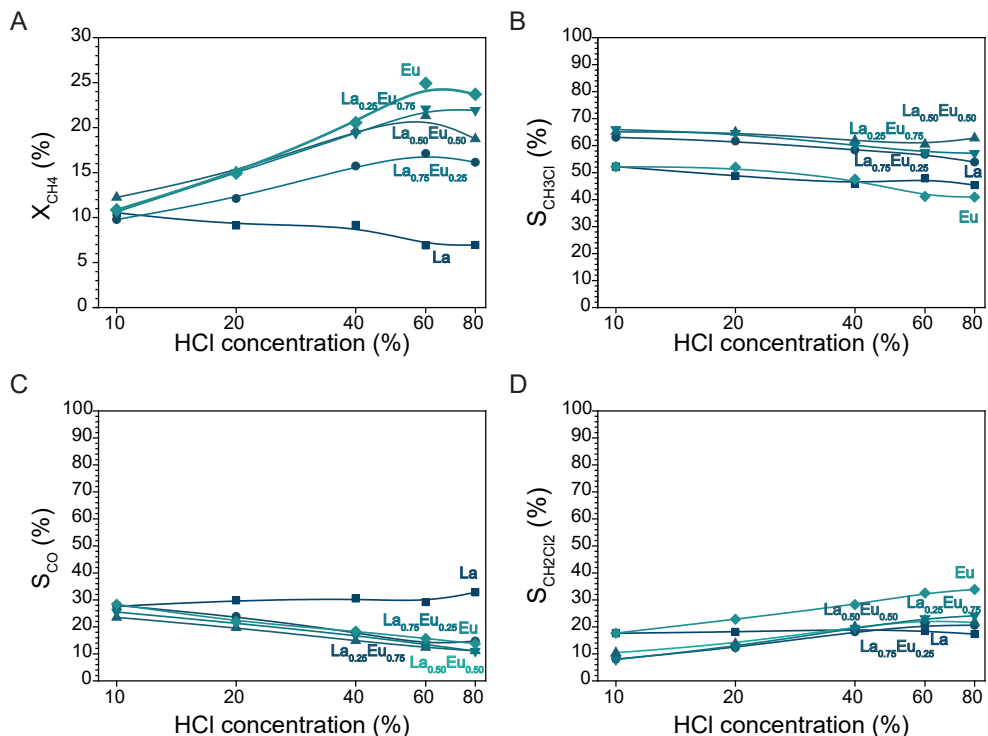 A
X_CH4 (%)
30
25
20
15
10
5
0
Eu
La0.25Eu0.75
La0.50Eu0.50
La0.75Eu0.25
La
10 20 40 60 80
HCl concentration (%)
B
S_CH3Cl (%)
100
90
80
70
60
50
40
30
20
10
0
La0.50Eu0.50
La0.25Eu0.75
La0.75Eu0.25
La
Eu
10 20 40 60 80
HCl concentration (%)
C
S_CO (%)
100
90
80
70
60
50
40
30
20
10
0
La
La0.75Eu0.25
Eu
La0.25Eu0.75
La0.50Eu0.50
10 20 40 60 80
HCl concentration (%)
D
S_CH2Cl2 (%)
100
90
80
70
60
50
40
30
20
10
0
Eu
La0.50Eu0.50
La0.25Eu0.75
La
La0.75Eu0.25
10 20 40 60 80
HCl concentration (%)